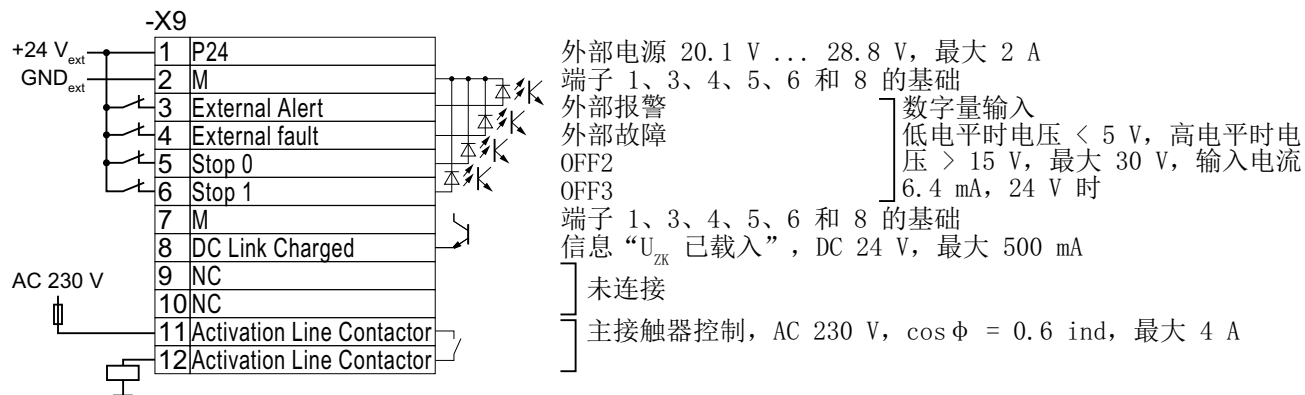 -X9
+24 Vext 1 P24 外部电源 20.1 V ... 28.8 V，最大 2 A
GNDext 2 M 端子 1、3、4、5、6 和 8 的基础
3 External Alert 外部报警 数字量输入
4 External fault 外部故障 低电平时电压 < 5 V，高电平时电
5 Stop 0 OFF2 压 > 15 V，最大 30 V，输入电流
6 Stop 1 OFF3 6.4 mA，24 V 时
7 M 端子 1、3、4、5、6 和 8 的基础
8 DC Link Charged 信息“UZK 已载入”，DC 24 V，最大 500 mA
AC 230 V 9 NC 未连接
10 NC
11 Activation Line Contactor 主接触器控制，AC 230 V，cosφ = 0.6 ind，最大 4 A
12 Activation Line Contactor